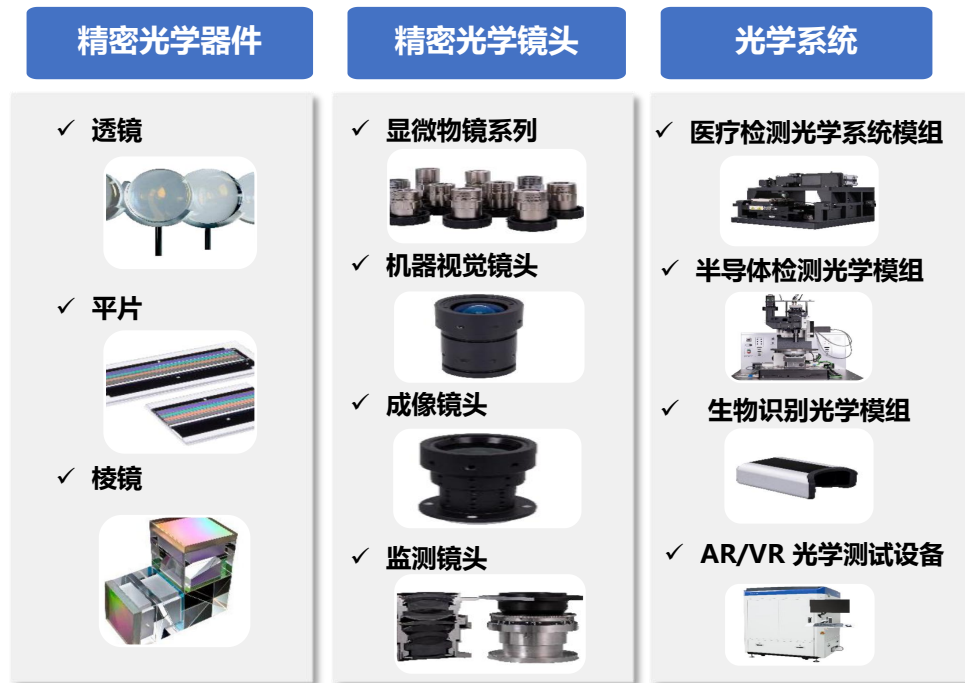 精密光学器件
精密光学镜头
光学系统
✓ 透镜
✓ 平片
✓ 棱镜
✓ 显微物镜系列
✓ 机器视觉镜头
✓ 成像镜头
✓ 监测镜头
✓ 医疗检测光学系统模组
✓ 半导体检测光学模组
✓ 生物识别光学模组
✓ AR/VR 光学测试设备